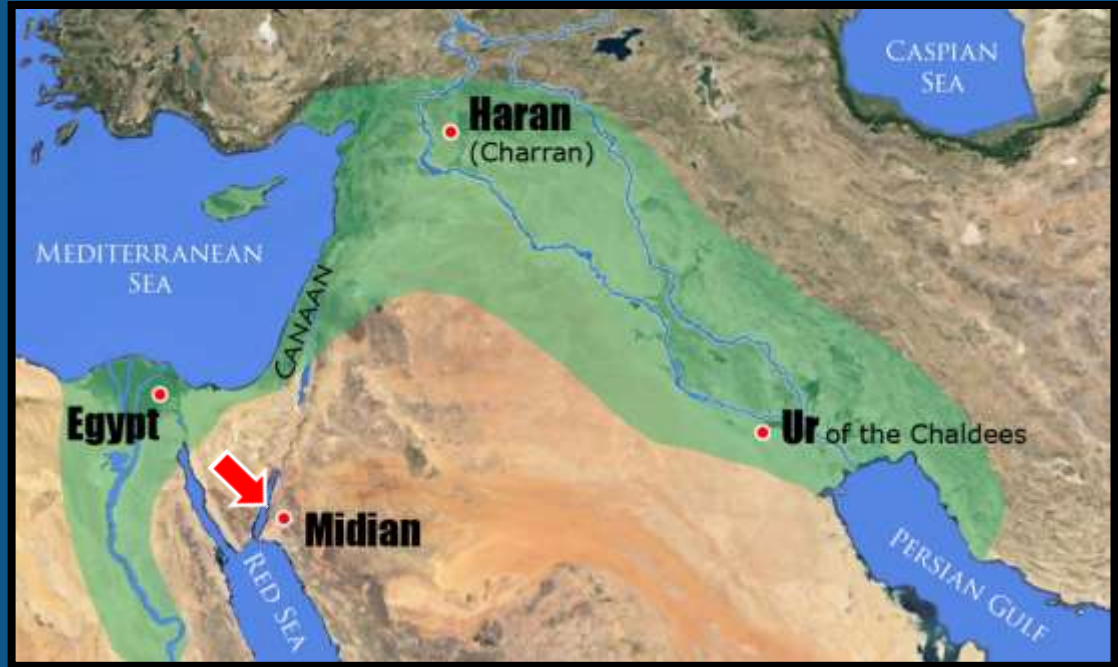 CASPIAN
SEA
Haran
(Charran)
MEDITERRANEAN
SEA
CANAAN
Egypt
Ur of the Chaldees
Midian
RED SEA
PERSIAN GULF